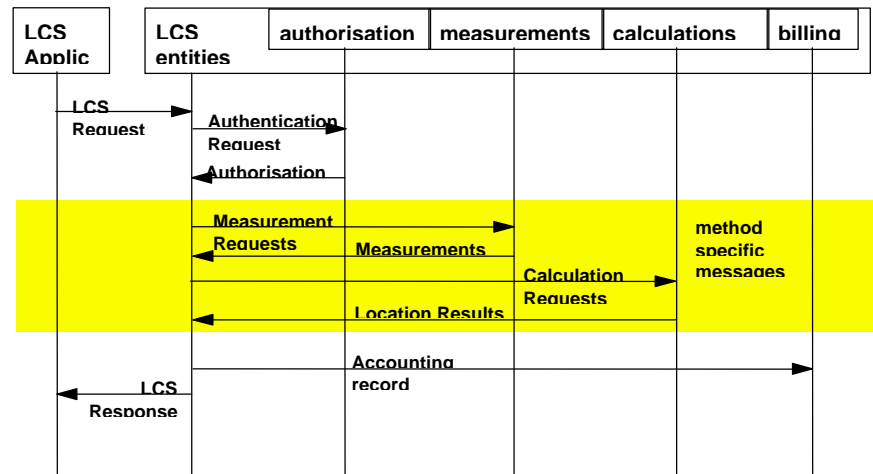 LCS
Applic
LCS
entities
authorisation
measurements
calculations
billing
LCS
Request
Authentication
Request
Authorisation
Measurement
Requests
Measurements
method
specific
messages
Calculation
Requests
Location Results
Accounting
record
LCS
Response